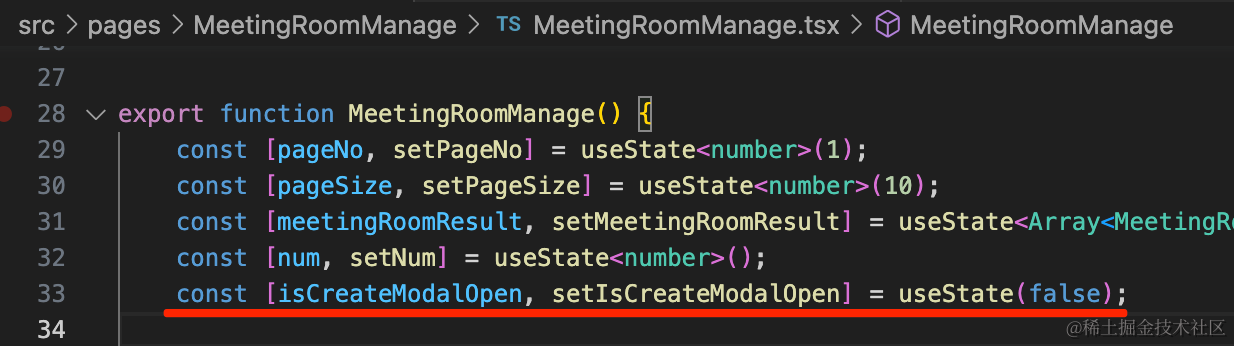 src > pages > MeetingRoomManage > TS MeetingRoomManage.tsx > MeetingRoomManage
27
28 export function MeetingRoomManage() {
29 const [pageNo, setPageNo] = useState<number>(1);
30 const [pageSize, setPageSize] = useState<number>(10);
31 const [meetingRoomResult, setMeetingRoomResult] = useState<Array<MeetingR
32 const [num, setNum] = useState<number>();
33 const [isCreateModalOpen, setIsCreateModalOpen] = useState(false);
34
@稀土掘金技术社区